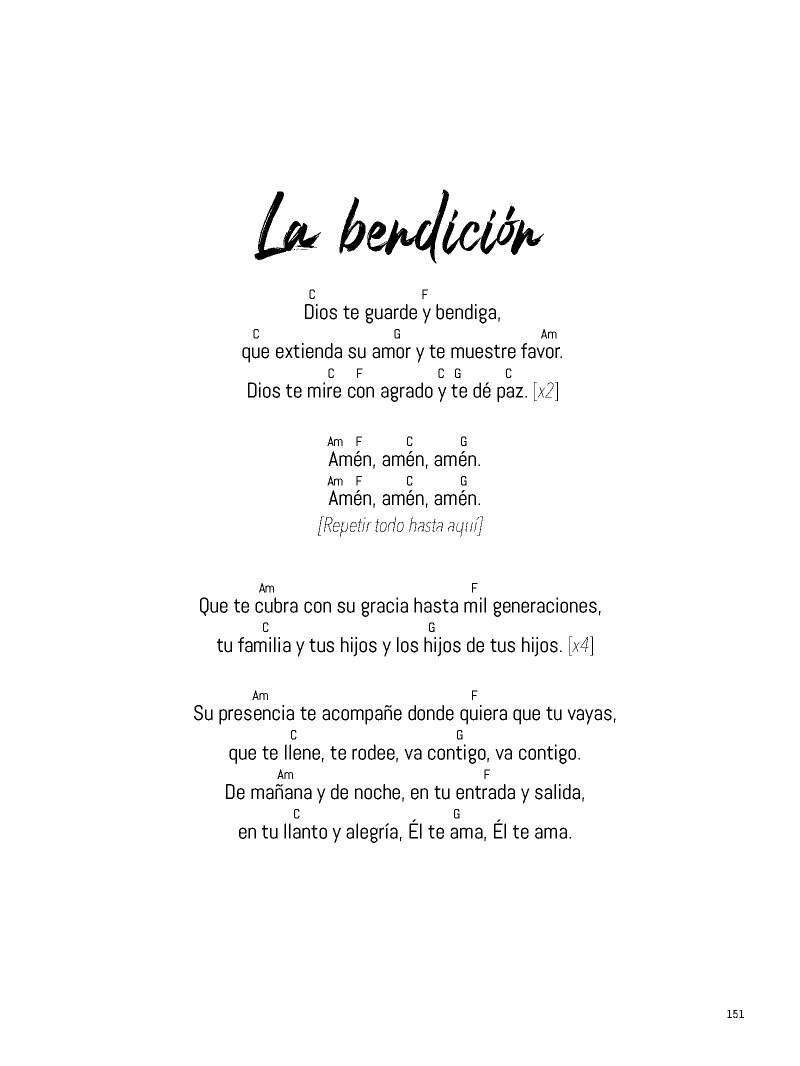 La bendición
C F
Dios te guarde y bendiga,
C G Am
que extienda su amor y te muestre favor.
C F C G C
Dios te mire con agrado y te dé paz. [x2]
Am F C G
Amén, amén, amén.
Am F C G
Amén, amén, amén.
[Repetir todo hasta aquí]
Am F
Que te cubra con su gracia hasta mil generaciones,
C G
tu familia y tus hijos y los hijos de tus hijos. [x4]
Am F
Su presencia te acompañe donde quiera que tu vayas,
C G
que te llene, te rodee, va contigo, va contigo.
Am F
De mañana y de noche, en tu entrada y salida,
C G
en tu llanto y alegría, Él te ama, Él te ama.
151